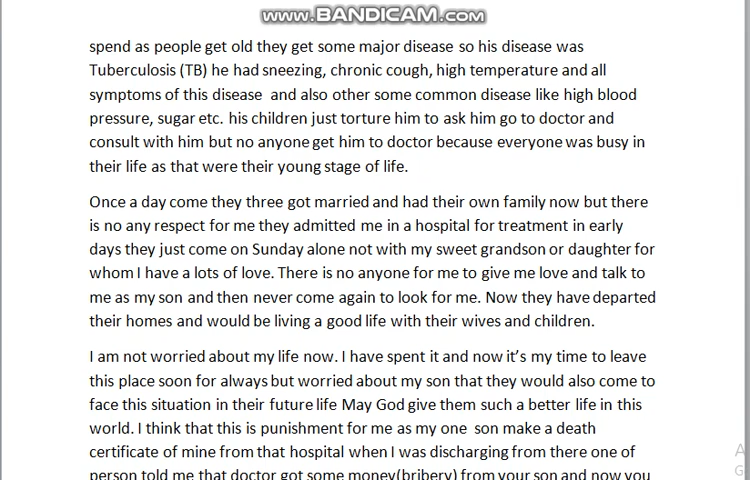 www.BANDICAM.com
spend as people get old they get some major disease so his disease was
Tuberculosis (TB) he had sneezing, chronic cough, high temperature and all
symptoms of this disease  and also other some common disease like high blood
pressure, sugar etc. his children just torture him to ask him go to doctor and
consult with him but no anyone get him to doctor because everyone was busy in
their life as that were their young stage of life.
Once a day come they three got married and had their own family now but there
is no any respect for me they admitted me in a hospital for treatment in early
days they just come on Sunday alone not with my sweet grandson or daughter for
whom I have a lots of love. There is no anyone for me to give me love and talk to
me as my son and then never come again to look for me. Now they have departed
their homes and would be living a good life with their wives and children.
I am not worried about my life now. I have spent it and now it’s my time to leave
this place soon for always but worried about my son that they would also come to
face this situation in their future life May God give them such a better life in this
world. I think that this is punishment for me as my one  son make a death
certificate of mine from that hospital when I was discharging from there one of
person told me that doctor got some money(bribery) from your son and now you
A
G